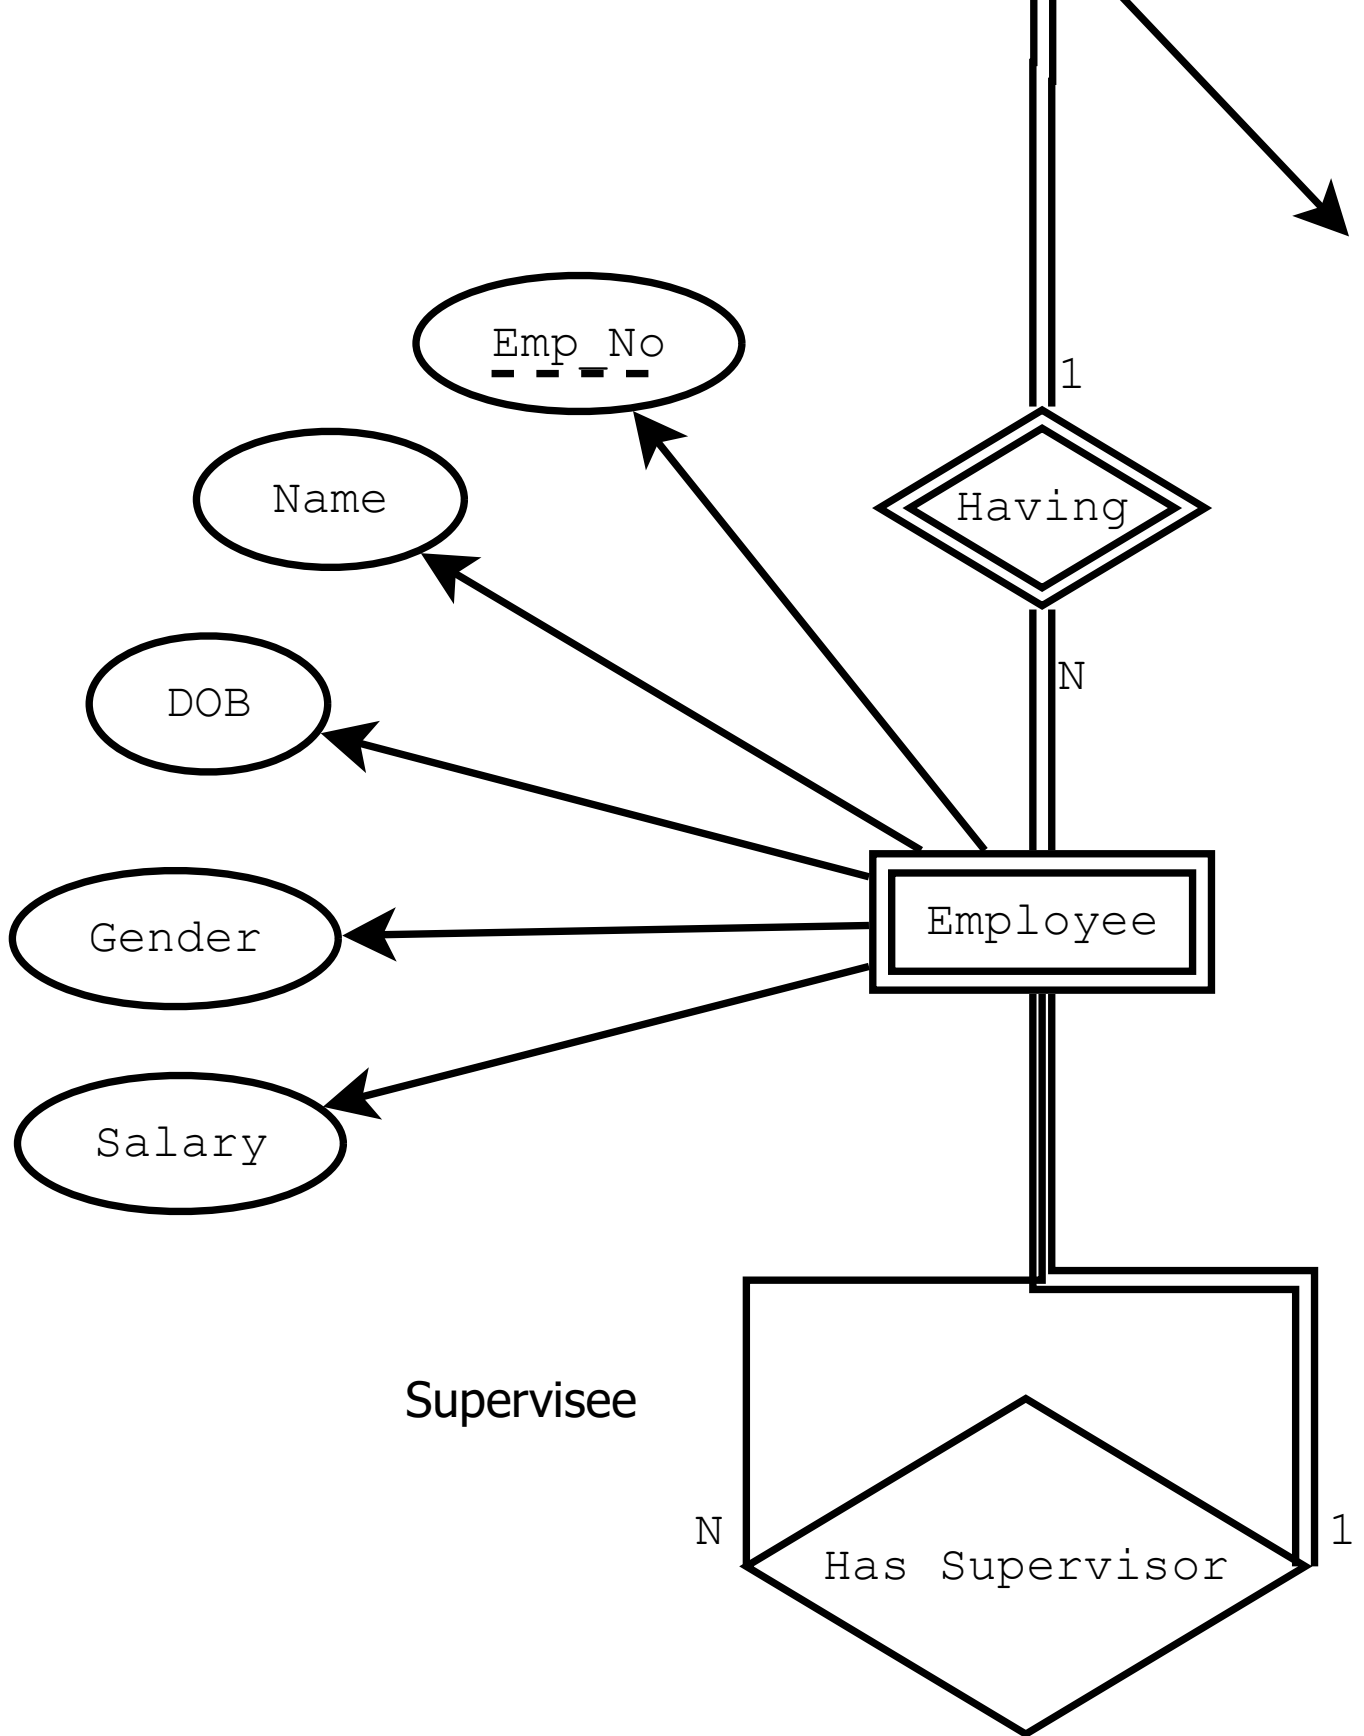 Emp_No
1
Name
Having
N
DOB
Employee
Gender
Salary
Supervisee
N
1
Has Supervisor